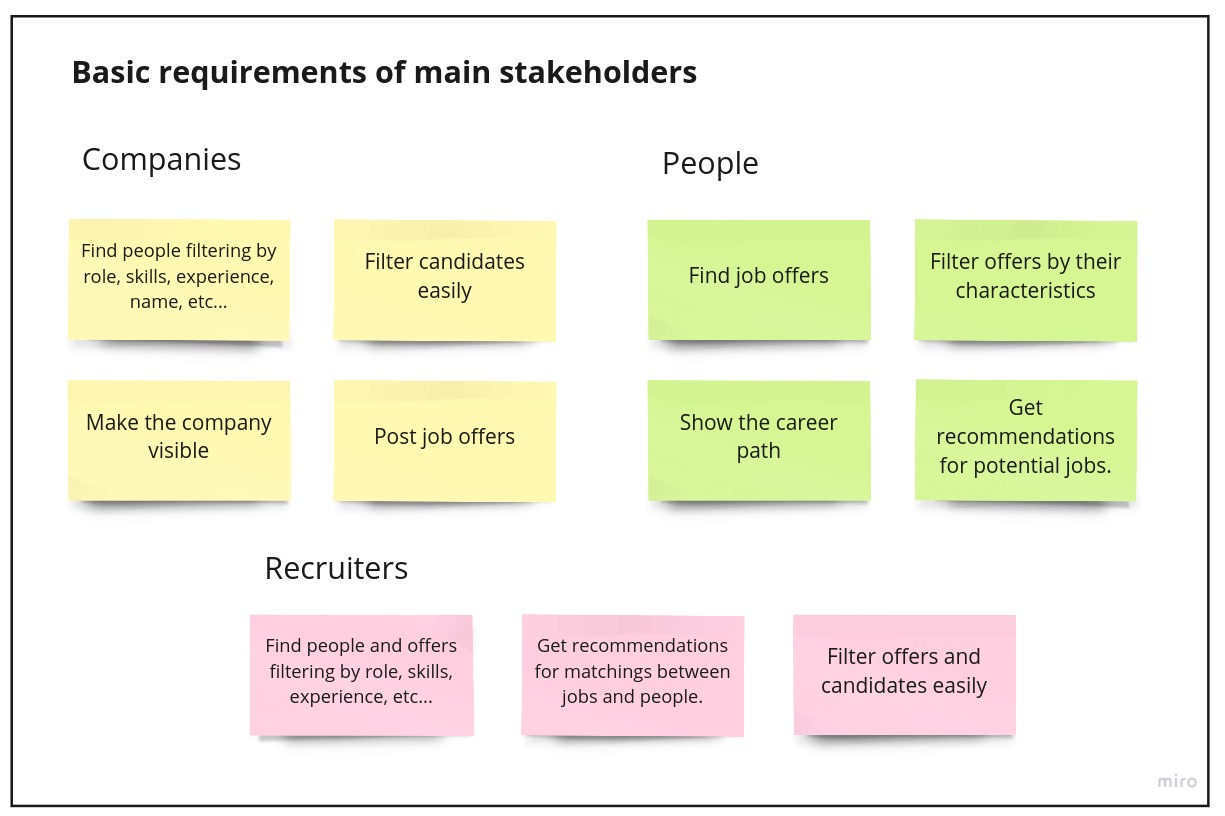 Basic requirements of main stakeholders
Companies
Find people filtering by
role, skills, experience,
name, etc...
Filter candidates
easily
Make the company
visible
Post job offers
People
Find job offers
Filter offers by their
characteristics
Show the career
path
Get
recommendations
for potential jobs.
Recruiters
Find people and offers
filtering by role, skills,
experience, etc...
Get recommendations
for matchings between
jobs and people.
Filter offers and
candidates easily
miro